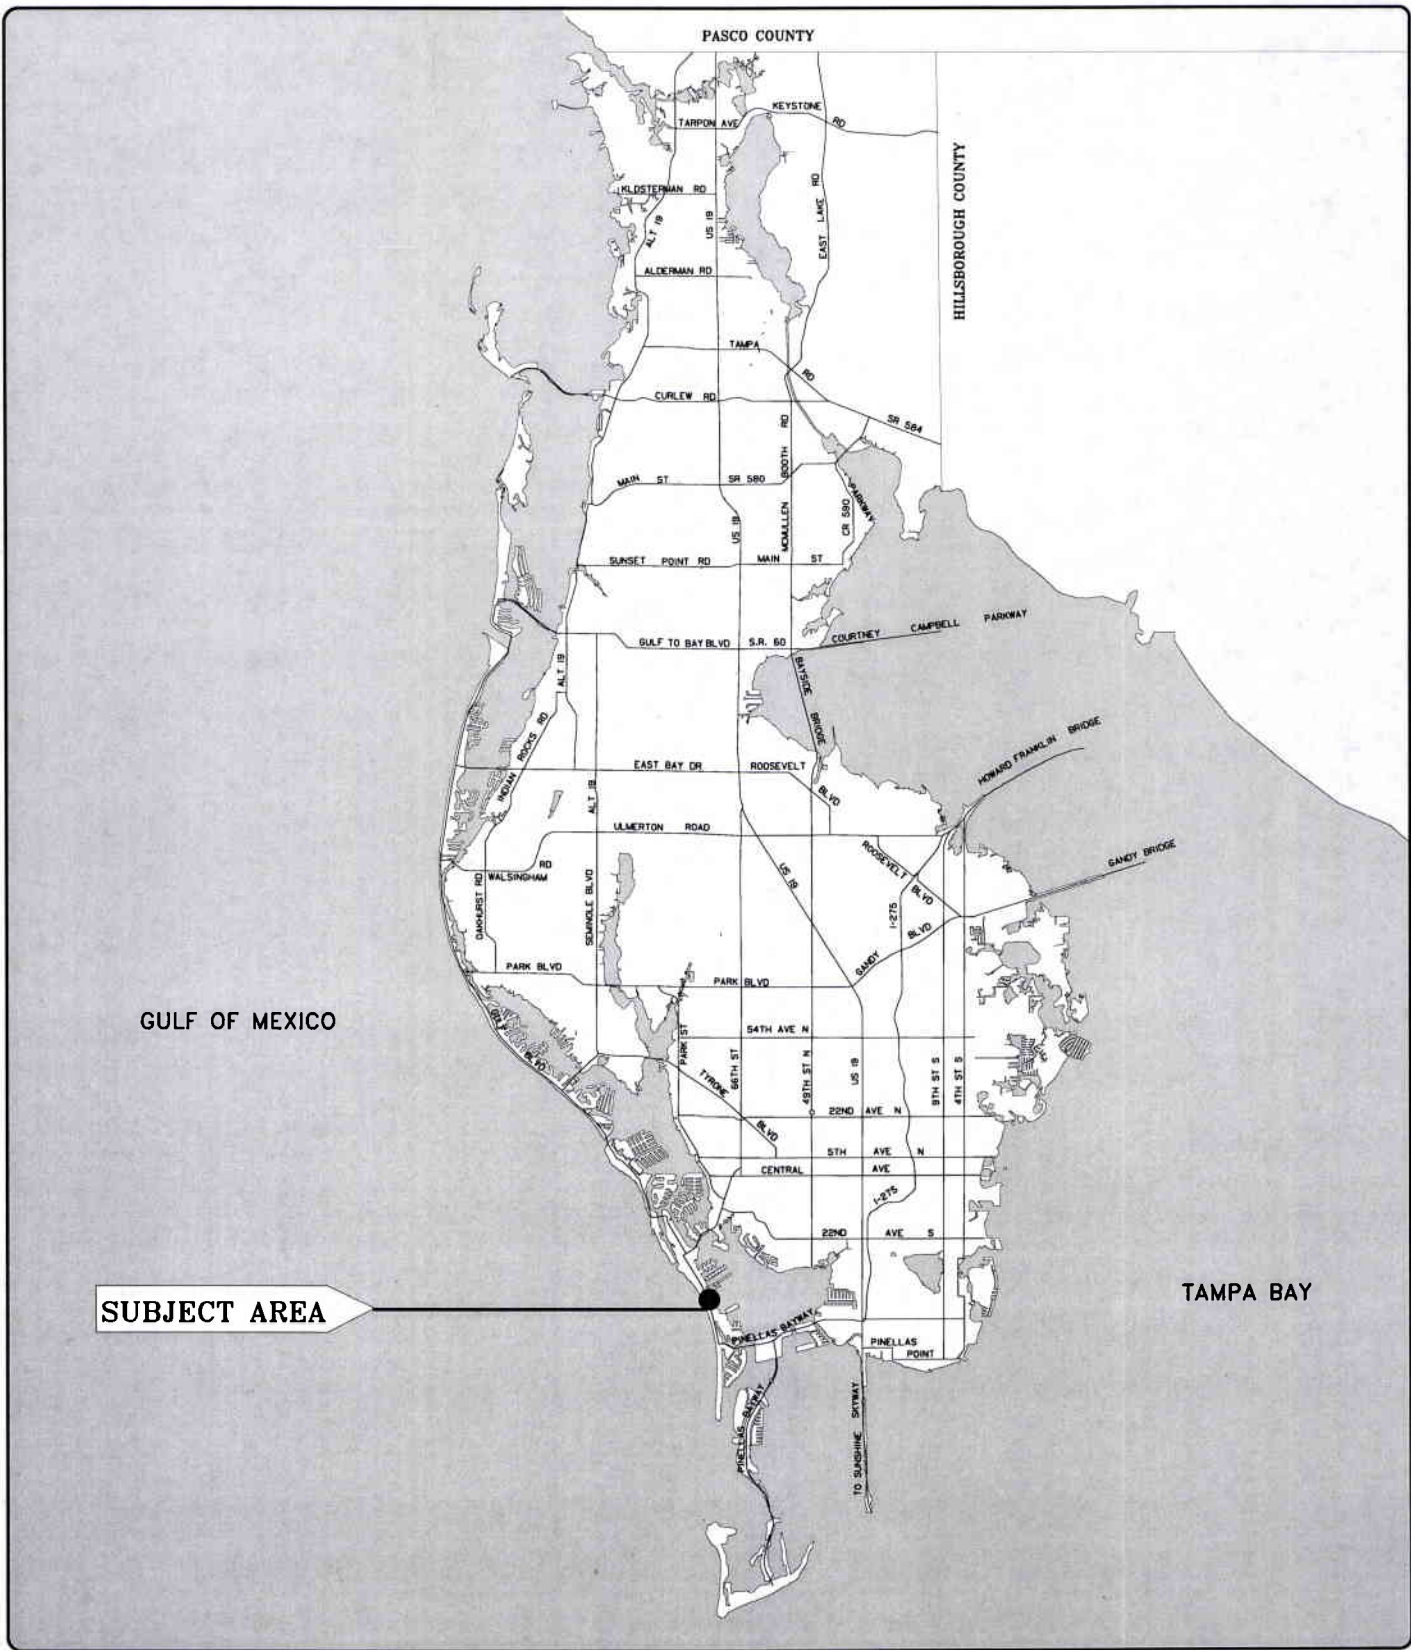 PASCO COUNTY
KEYSTONE RD
TARPON AVE
HILLSBOROUGH COUNTY
KLOSTERMAN RD
EAST LAKE RD
ALT 19
US 19
ALDERMAN RD
TAMPA RD
CURLEW RD
SR 584
BOOTH RD
MAIN ST
SR 580
PARKWAY
CR 590
MCMULLEN
US 19
SUNSET POINT RD
MAIN ST
COURTNEY CAMPBELL PARKWAY
GULF TO BAY BLVD S.R. 60
ALT 19
BAYSIDE BRIDGE
INDIAN ROCKS RD
HOWARD FRANKLIN BRIDGE
EAST BAY DR
ROOSEVELT BLVD
ALT 19
ULMERTON ROAD
GANDY BRIDGE
ROOSEVELT BLVD
WALSINGHAM RD
US 19
OAKHURST RD
SEMINOLE BLVD
I-275
GANDY BLVD
PARK BLVD
PARK BLVD
GULF OF MEXICO
GULF BLVD
54TH AVE N
PARK ST
66TH ST
49TH ST N
US 19
9TH ST S
4TH ST S
TYRONE BLVD
22ND AVE N
5TH AVE N
CENTRAL AVE
I-275
22ND AVE S
TAMPA BAY
SUBJECT AREA
PINELLAS BAYWAY
PINELLAS POINT
PINELLAS BAYWAY
TO SUNSHINE SKYWAY